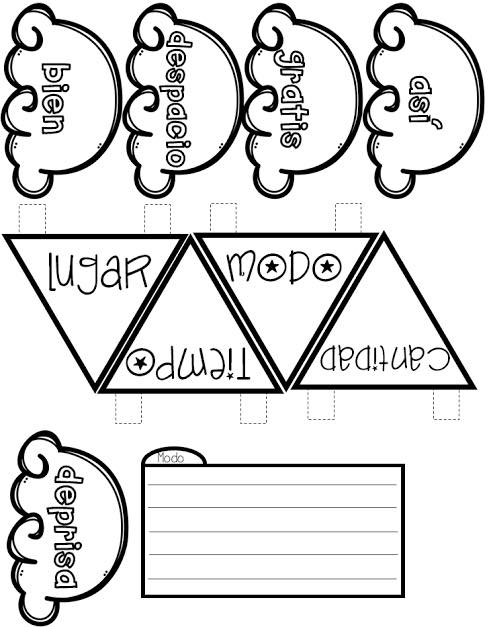 bien
despacio
gratis
así
lugar
Tiempo
Modo
Cantidad
deprisa
Modo